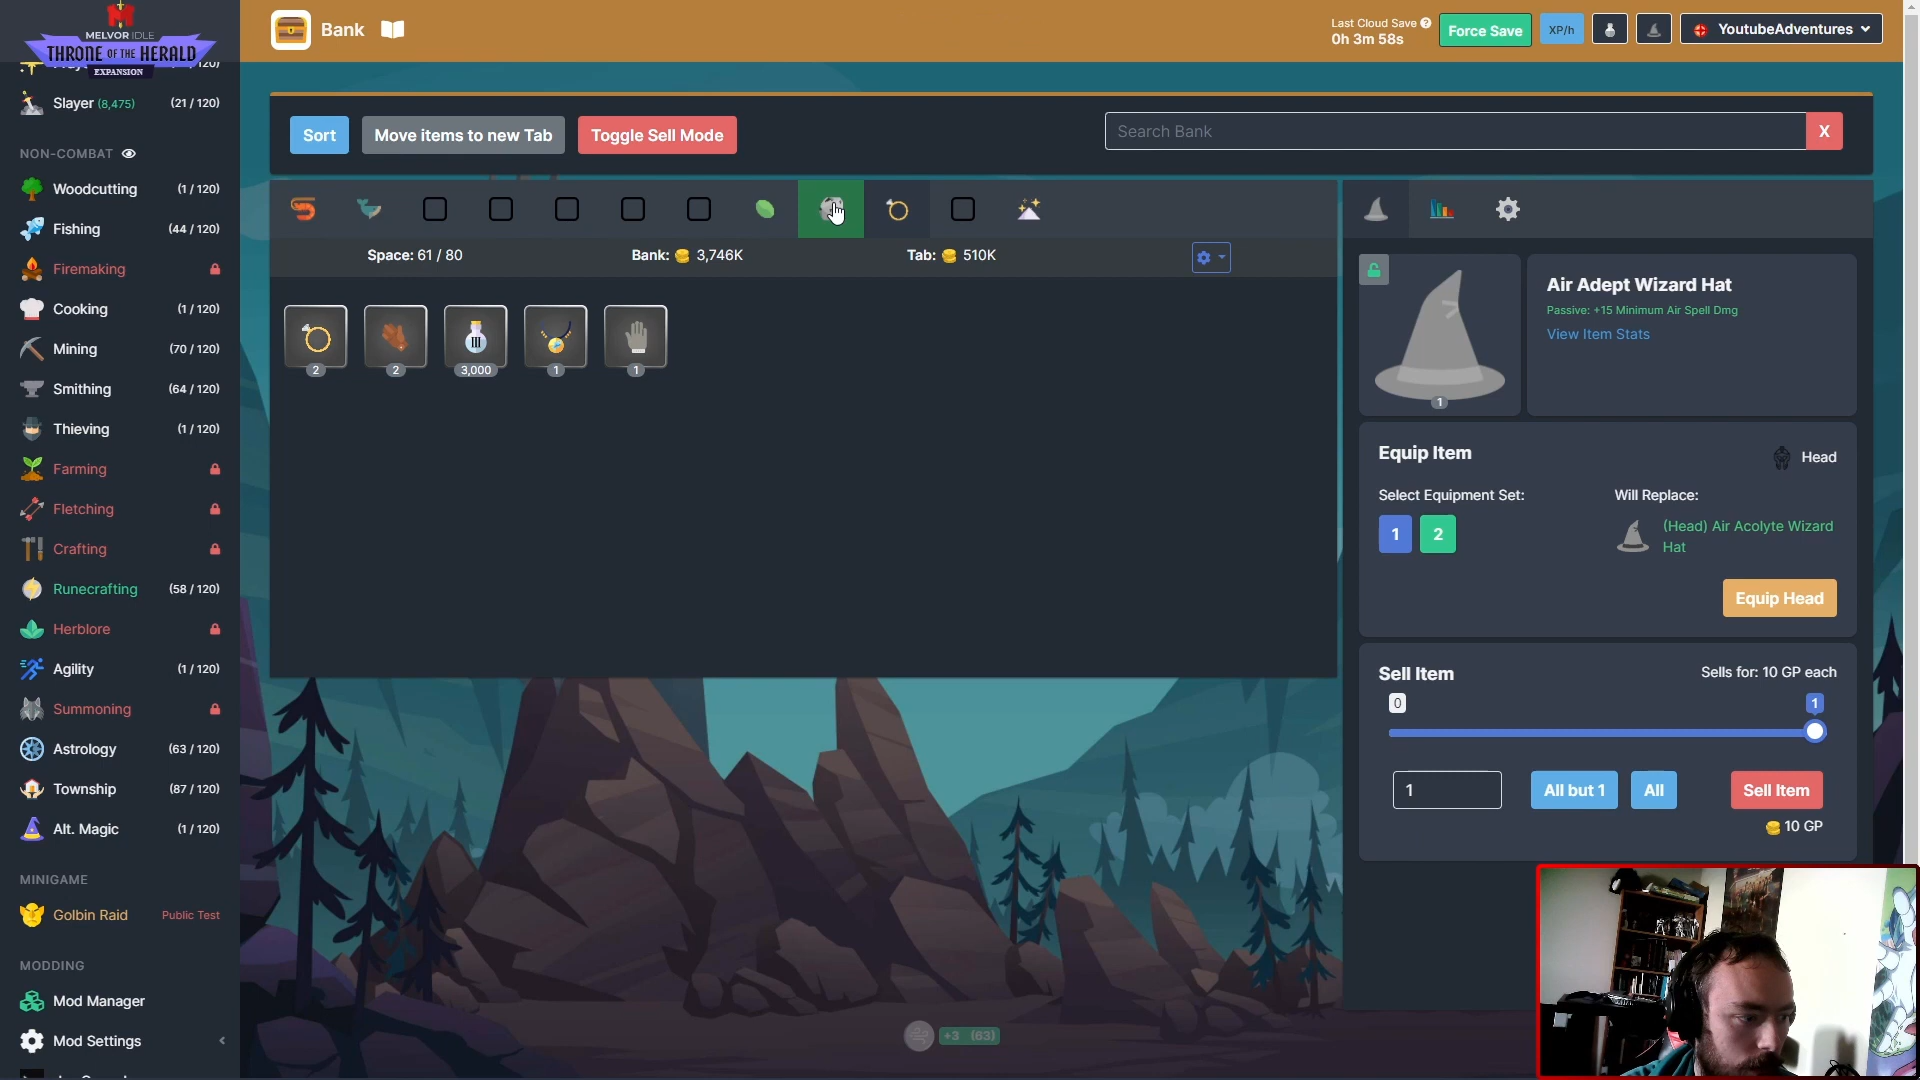 MELVOR IDLE
THRONE OF THE HERALD
EXPANSION
Bank
Last Cloud Save
0h 3m 58s
Force Save
XP/h
YoutubeAdventures
Slayer (8,475) (21 / 120)
NON-COMBAT
Woodcutting (1 / 120)
Fishing (44 / 120)
Firemaking
Cooking (1 / 120)
Mining (70 / 120)
Smithing (64 / 120)
Thieving (1 / 120)
Farming
Fletching
Crafting
Runecrafting (58 / 120)
Herblore
Agility (1 / 120)
Summoning
Astrology (63 / 120)
Township (87 / 120)
Alt. Magic (1 / 120)
MINIGAME
Golbin Raid Public Test
MODDING
Mod Manager
Mod Settings
Sort
Move items to new Tab
Toggle Sell Mode
Search Bank
X
Space: 61 / 80
Bank: 3,746K
Tab: 510K
2
2
III
3,000
1
1
+3 (63)
1
Air Adept Wizard Hat
Passive: +15 Minimum Air Spell Dmg
View Item Stats
Equip Item
Head
Select Equipment Set:
1 2
Will Replace:
(Head) Air Acolyte Wizard
Hat
Equip Head
Sell Item
Sells for: 10 GP each
0
1
1
All but 1
All
Sell Item
10 GP